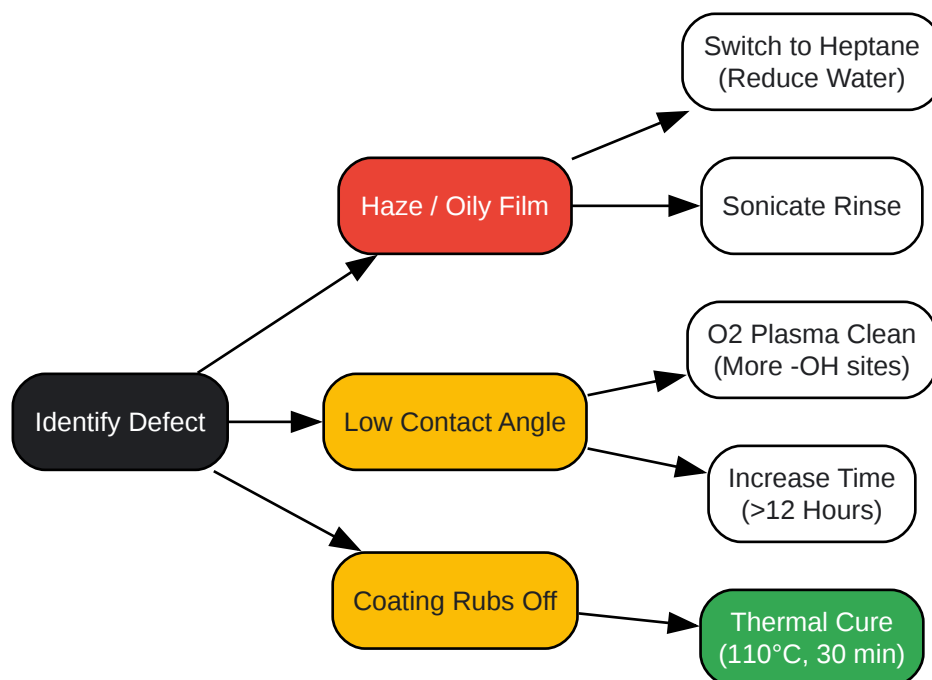 Switch to Heptane
(Reduce Water)
Haze / Oily Film
Sonicate Rinse
O2 Plasma Clean
(More -OH sites)
Identify Defect
Low Contact Angle
Increase Time
(>12 Hours)
Coating Rubs Off
Thermal Cure
(110°C, 30 min)